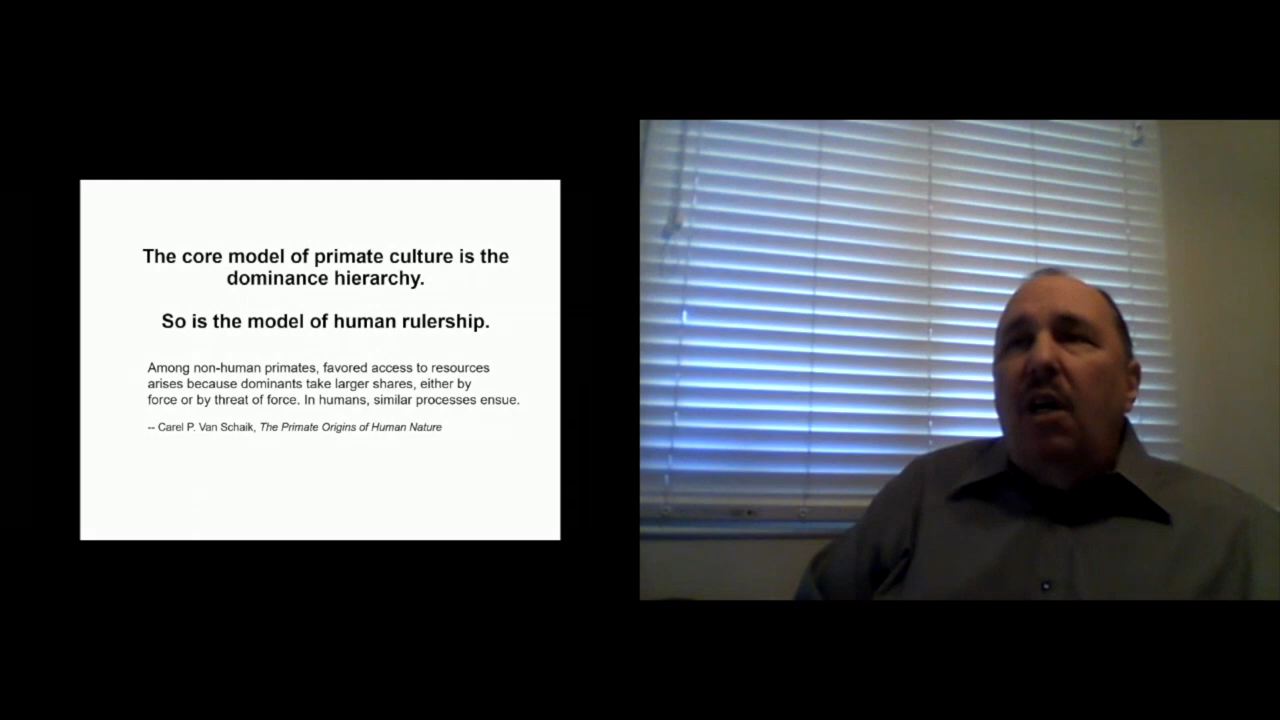 The core model of primate culture is the
dominance hierarchy.
So is the model of human rulership.
Among non-human primates, favored access to resources
arises because dominants take larger shares, either by
force or by threat of force. In humans, similar processes ensue.
-- Carel P. Van Schaik, The Primate Origins of Human Nature